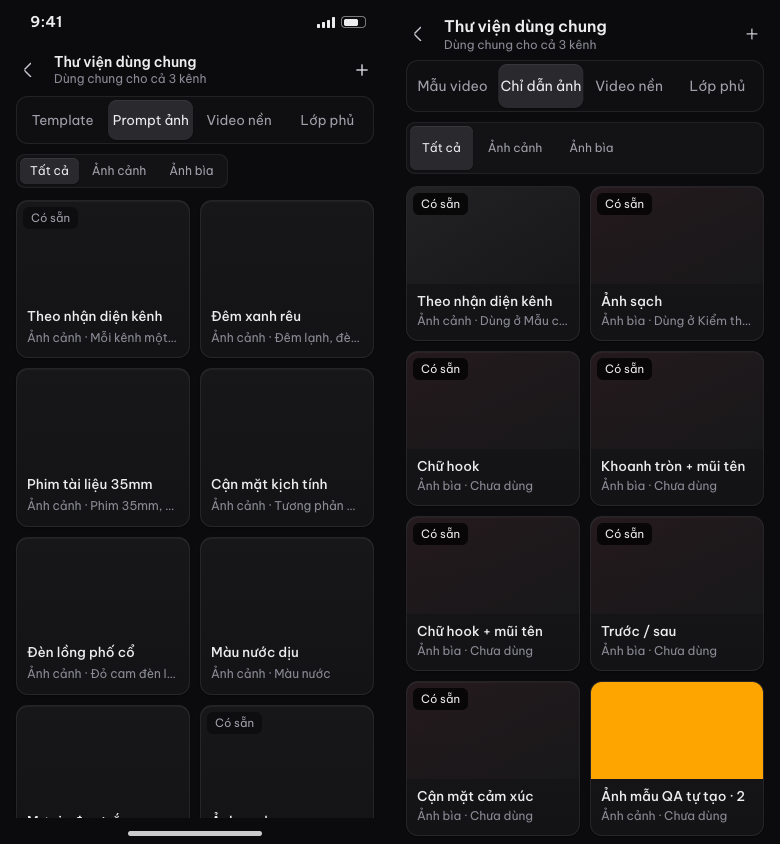 9:41
Thư viện dùng chung
Dùng chung cho cả 3 kênh
Template Prompt ảnh Video nền Lớp phủ
Tất cả Ảnh cảnh Ảnh bìa
Có sẵn
Theo nhận diện kênh
Ảnh cảnh · Mỗi kênh một...
Đêm xanh rêu
Ảnh cảnh · Đêm lạnh, đè...
Phim tài liệu 35mm
Ảnh cảnh · Phim 35mm, ...
Cận mặt kịch tính
Ảnh cảnh · Tương phản ...
Đèn lồng phố cổ
Ảnh cảnh · Đỏ cam đèn l...
Màu nước dịu
Ảnh cảnh · Màu nước
Có sẵn
Thư viện dùng chung
Dùng chung cho cả 3 kênh
Mẫu video Chỉ dẫn ảnh Video nền Lớp phủ
Tất cả Ảnh cảnh Ảnh bìa
Có sẵn
Theo nhận diện kênh
Ảnh cảnh · Dùng ở Mẫu c...
Có sẵn
Ảnh sạch
Ảnh bìa · Dùng ở Kiểm th...
Có sẵn
Chữ hook
Ảnh bìa · Chưa dùng
Có sẵn
Khoanh tròn + mũi tên
Ảnh bìa · Chưa dùng
Có sẵn
Chữ hook + mũi tên
Ảnh bìa · Chưa dùng
Có sẵn
Trước / sau
Ảnh bìa · Chưa dùng
Có sẵn
Cận mặt cảm xúc
Ảnh bìa · Chưa dùng
Ảnh mẫu QA tự tạo · 2
Ảnh cảnh · Chưa dùng